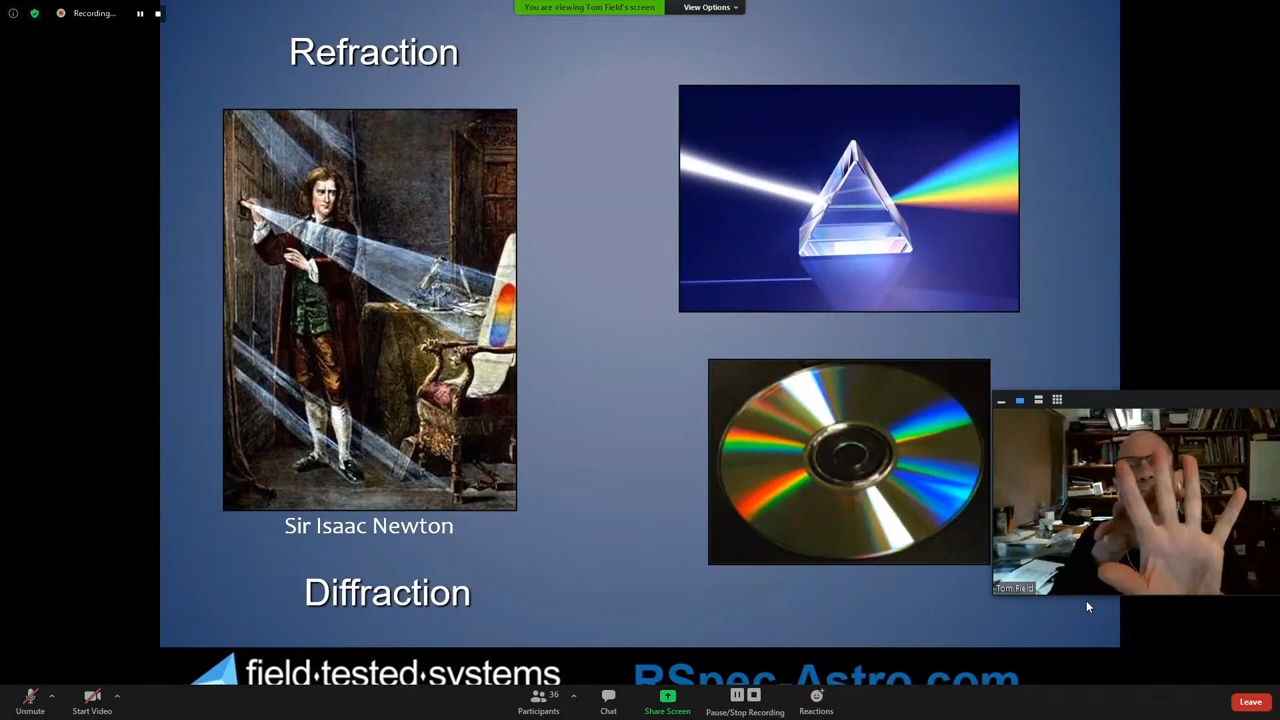 Recording...
You are viewing Tom Field's screen
View Options
Refraction
Sir Isaac Newton
Diffraction
Tom Field
field·tested·systems
RSpec-Astro.com
Unmute
Start Video
36
Participants
Chat
Share Screen
Pause/Stop Recording
Reactions
Leave